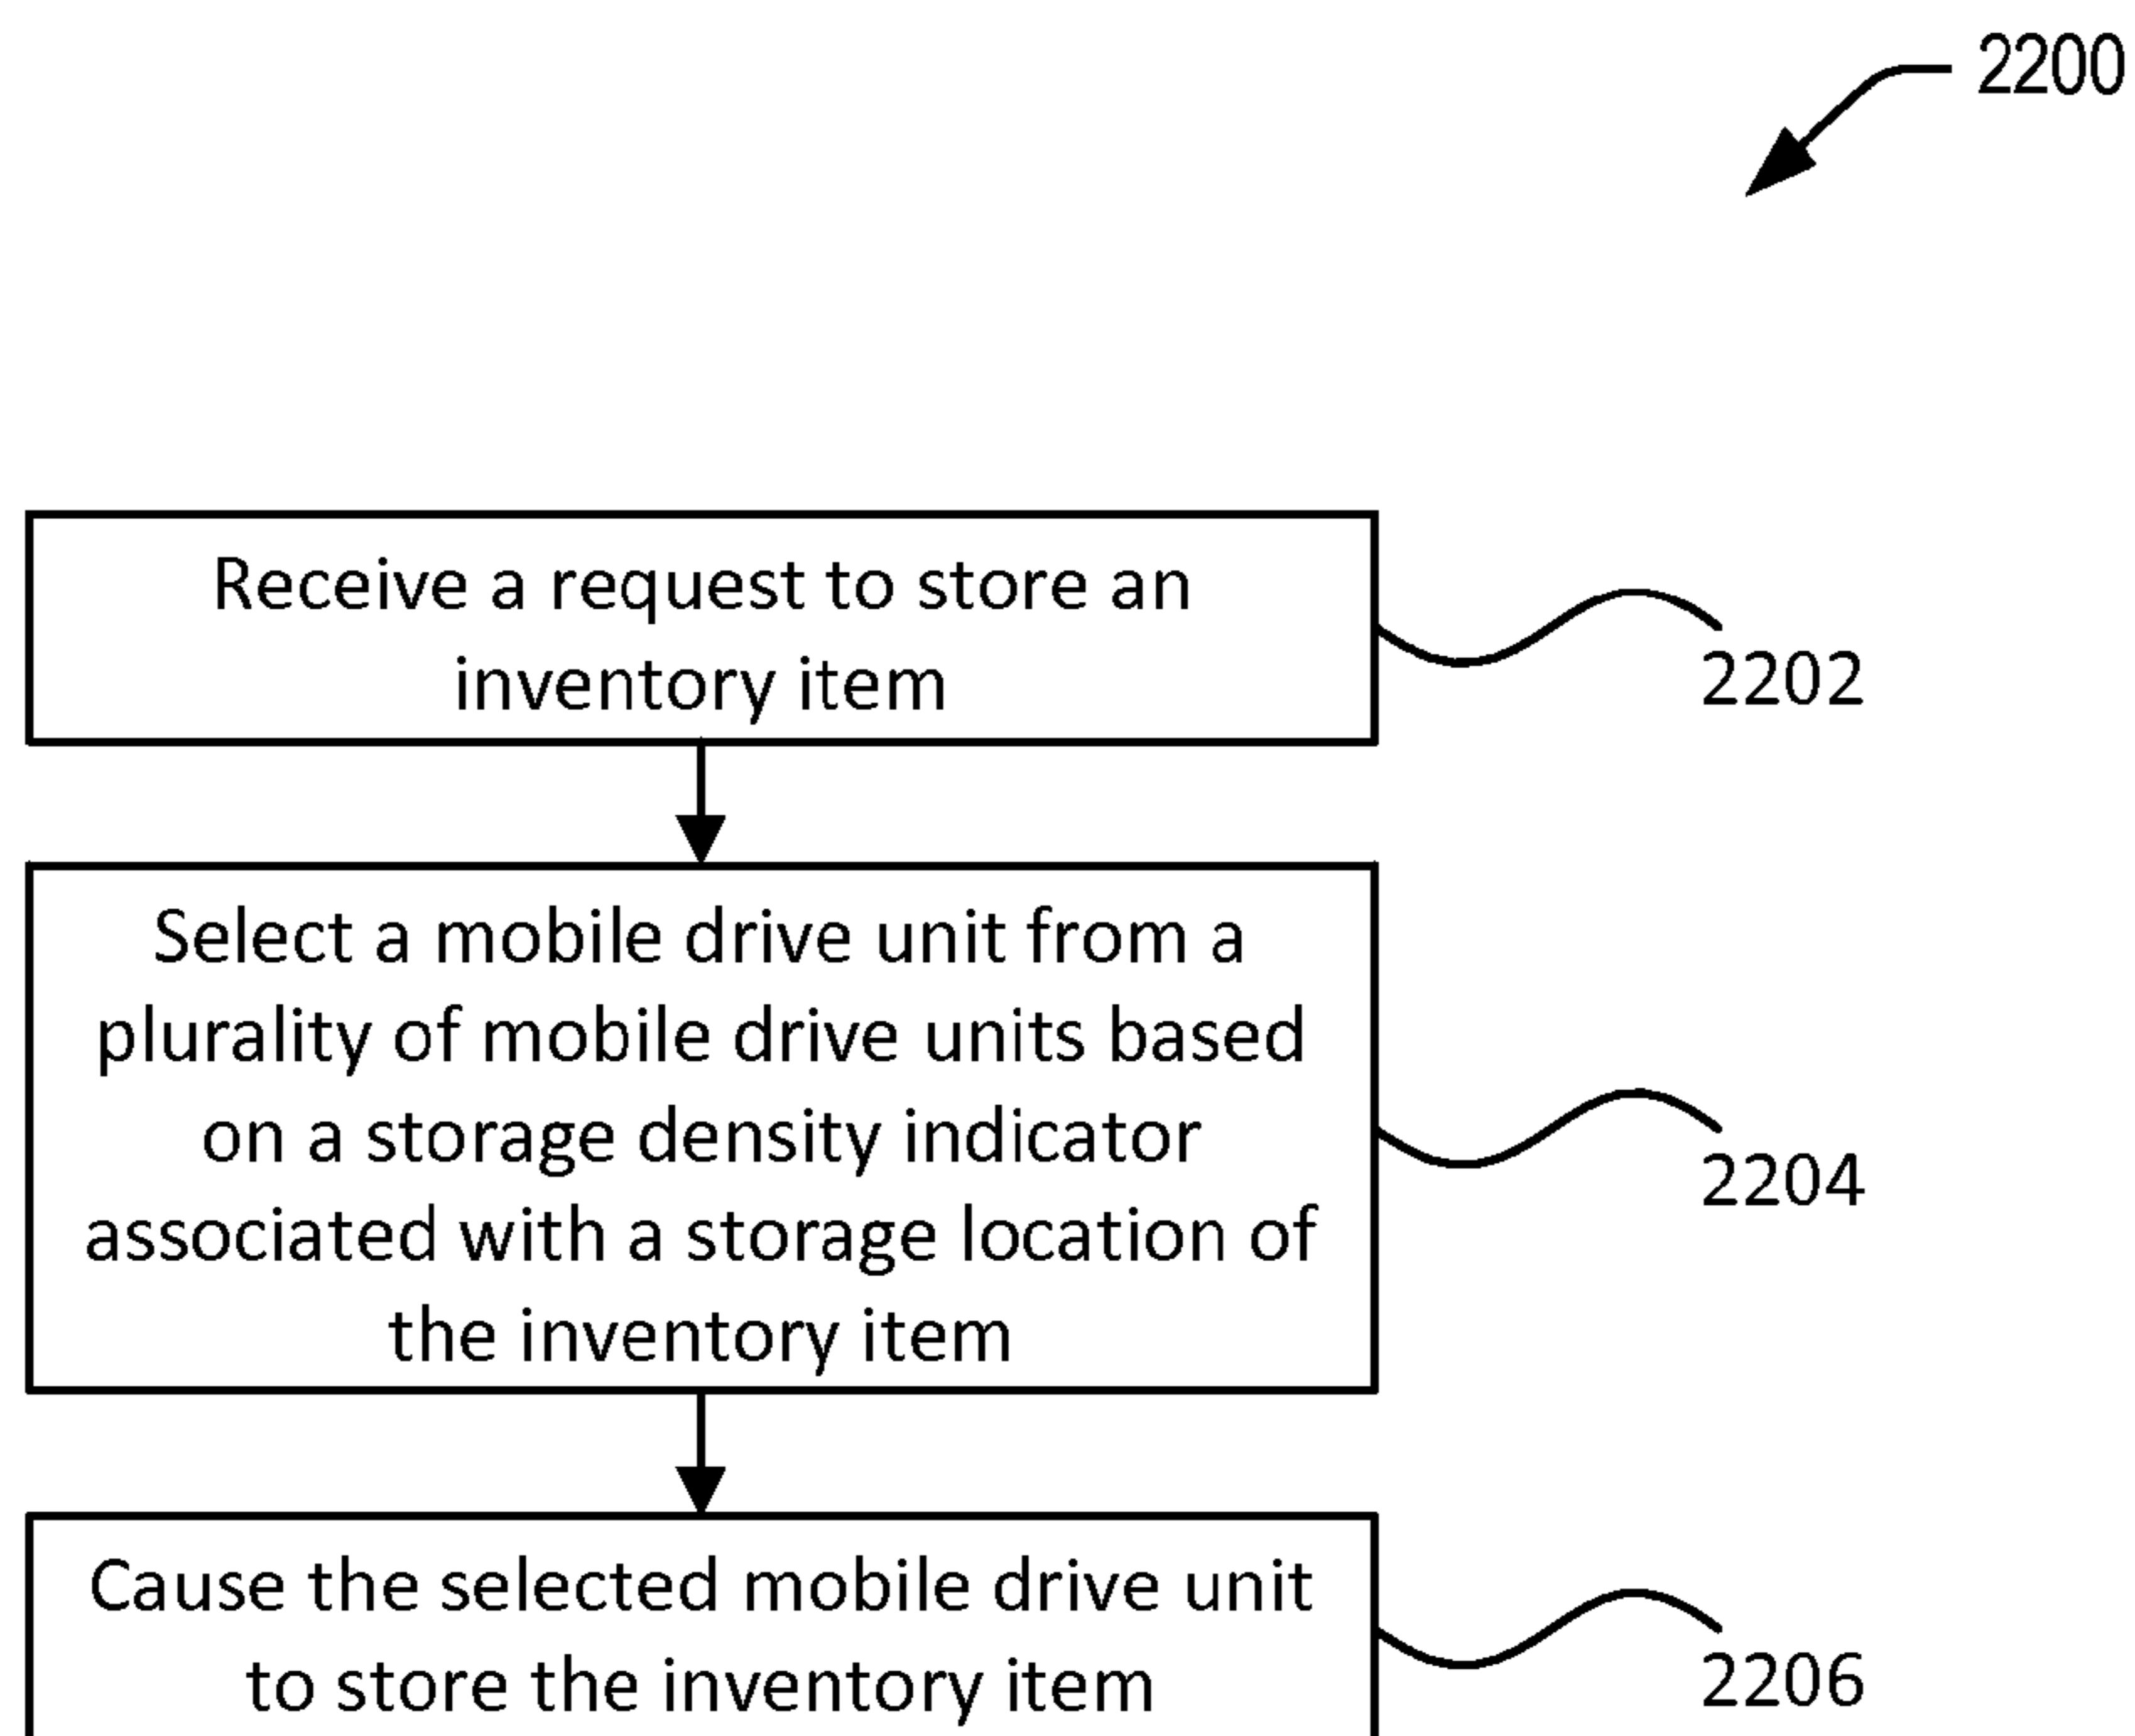 2200
Receive a request to store an
inventory item
2202
Select a mobile drive unit from a
plurality of mobile drive units based
on a storage density indicator
associated with a storage location of
the inventory item
2204
Cause the selected mobile drive unit
to store the inventory item
2206